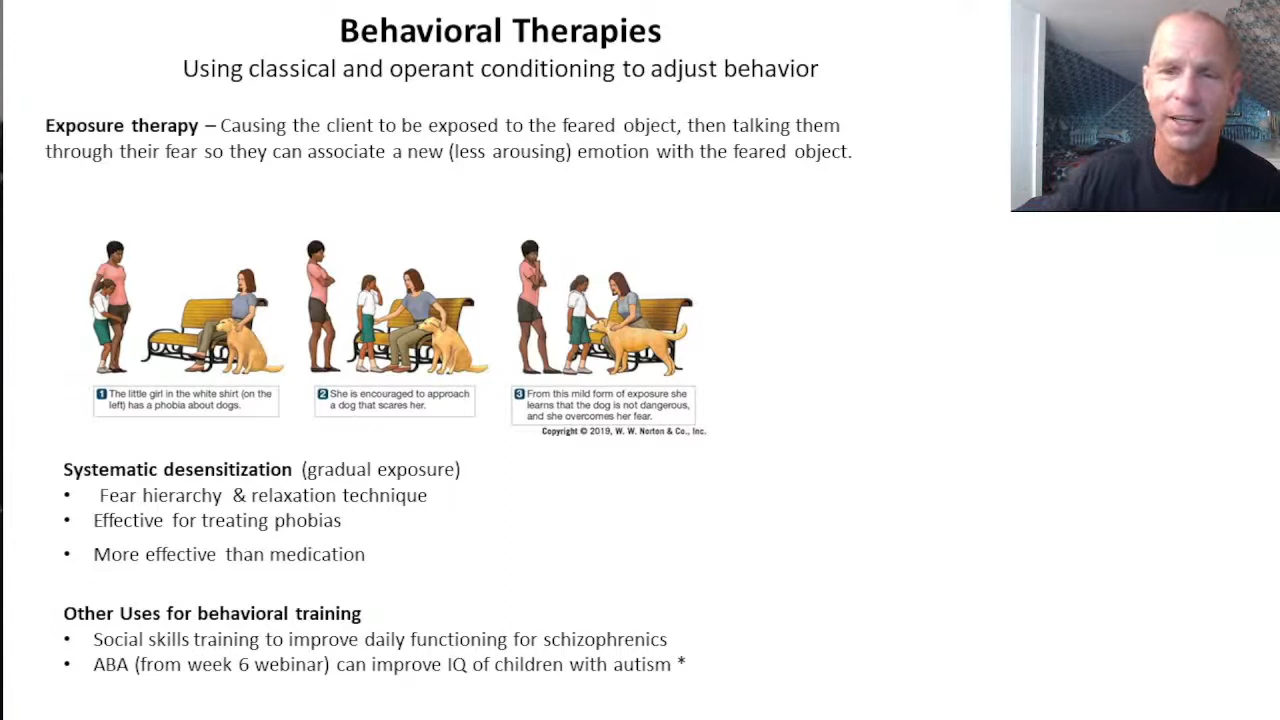 Behavioral Therapies
Using classical and operant conditioning to adjust behavior
Exposure therapy – Causing the client to be exposed to the feared object, then talking them
through their fear so they can associate a new (less arousing) emotion with the feared object.
1 The little girl in the white shirt (on the
left) has a phobia about dogs.
2 She is encouraged to approach
a dog that scares her.
3 From this mild form of exposure she
learns that the dog is not dangerous,
and she overcomes her fear.
Copyright © 2019, W. W. Norton & Co., Inc.
Systematic desensitization (gradual exposure)
• Fear hierarchy & relaxation technique
• Effective for treating phobias
• More effective than medication
Other Uses for behavioral training
• Social skills training to improve daily functioning for schizophrenics
• ABA (from week 6 webinar) can improve IQ of children with autism *